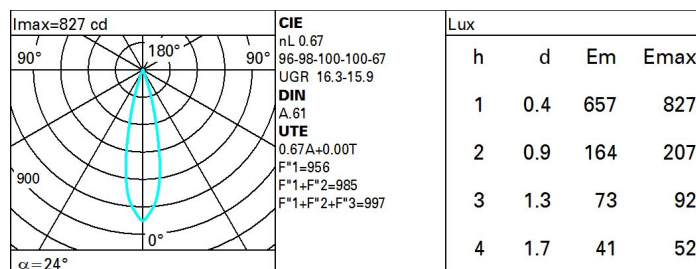 Imax=827 cd
90°
180°
90°
900
0°
α=24°
CIE
nL 0.67
96-98-100-100-67
UGR 16.3-15.9
DIN
A.61
UTE
0.67A+0.00T
F"1=956
F"1+F"2=985
F"1+F"2+F"3=997
Lux
h d Em Emax
1 0.4 657 827
2 0.9 164 207
3 1.3 73 92
4 1.7 41 52